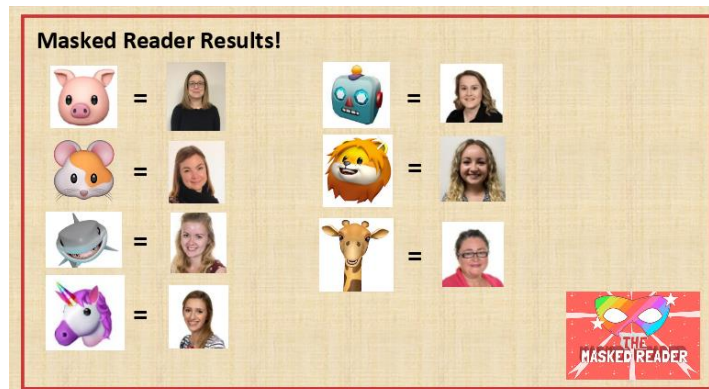 Masked Reader Results!
=
=
=
=
=
=
=
THE
MASKED READER